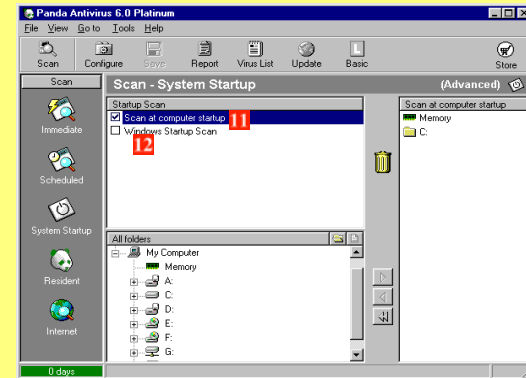 Panda Antivirus 6.0 Platinum
File View Go to Tools Help
Scan Configure Save Report Virus List Update Basic Store
Scan
Scan - System Startup (Advanced)
Immediate
Scheduled
System Startup
Resident
Internet
Startup Scan
Scan at computer startup 11
Windows Startup Scan
12
Scan at computer startup
Memory
C:
All folders
My Computer
Memory
A:
C:
D:
E:
F:
G:
0 days